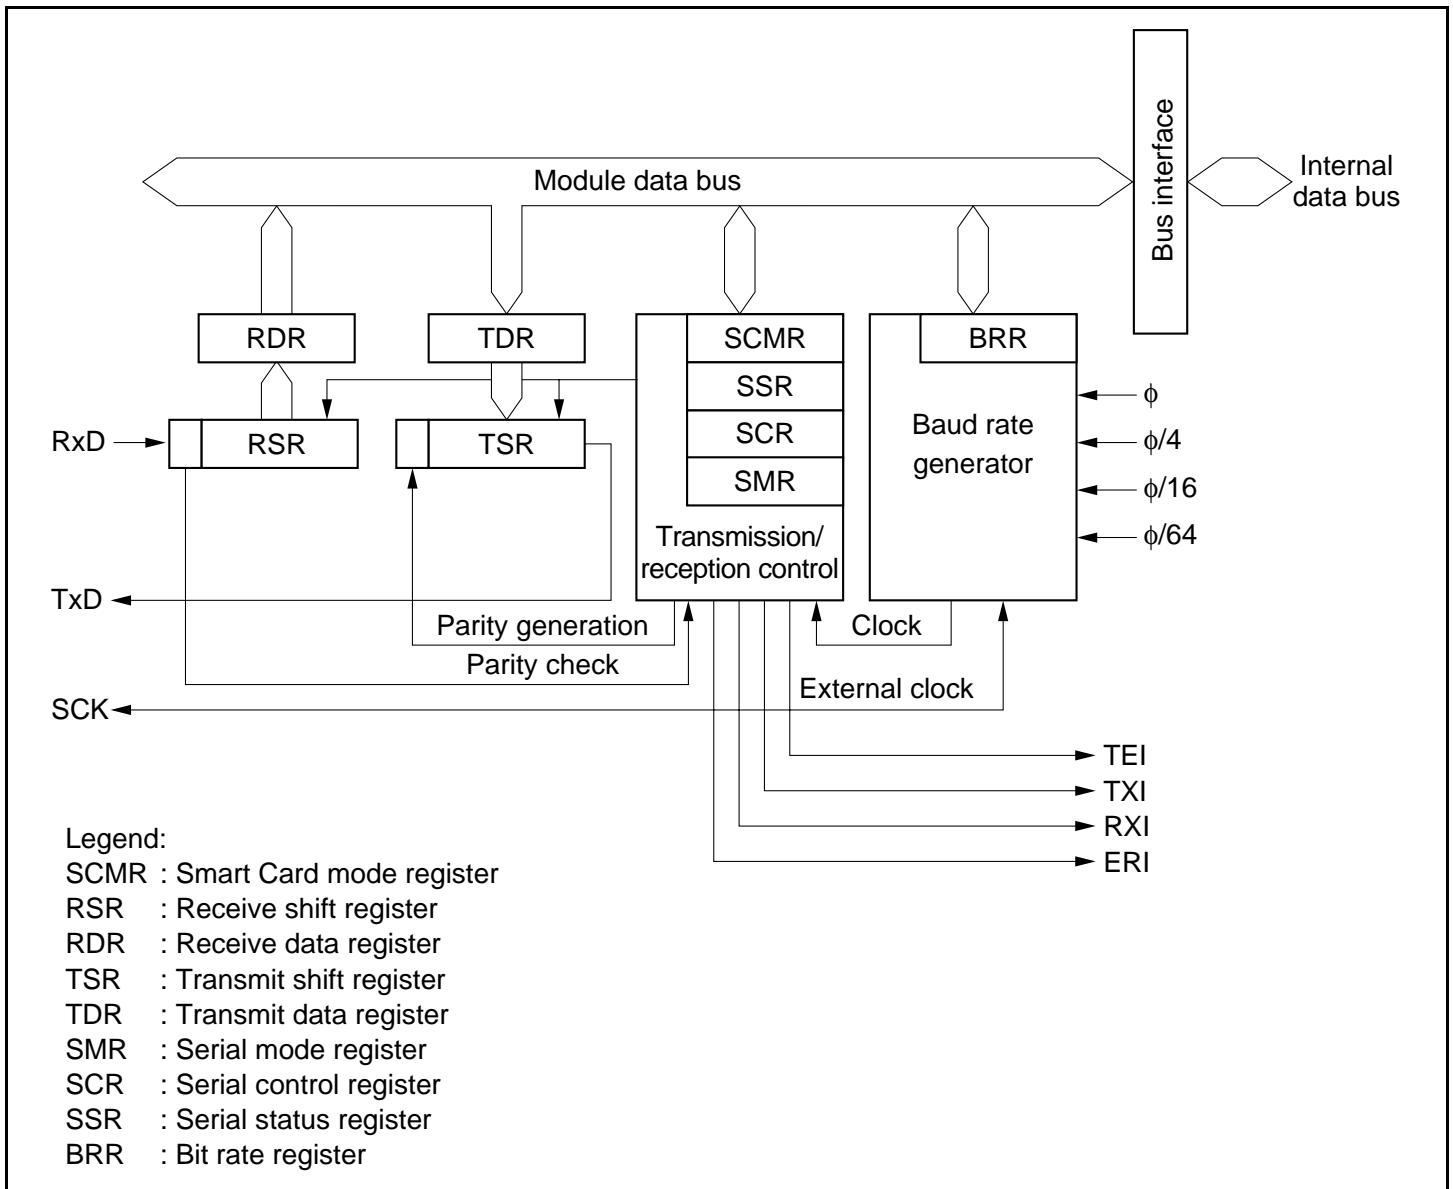 Bus interface
Internal
data bus
Module data bus
RDR
TDR
SCMR
BRR
SSR
SCR
SMR
RSR
TSR
Baud rate
generator
ϕ
ϕ/4
ϕ/16
ϕ/64
RxD
Transmission/
reception control
TxD
Parity generation
Clock
Parity check
External clock
SCK
TEI
TXI
RXI
ERI
Legend:
SCMR : Smart Card mode register
RSR : Receive shift register
RDR : Receive data register
TSR : Transmit shift register
TDR : Transmit data register
SMR : Serial mode register
SCR : Serial control register
SSR : Serial status register
BRR : Bit rate register